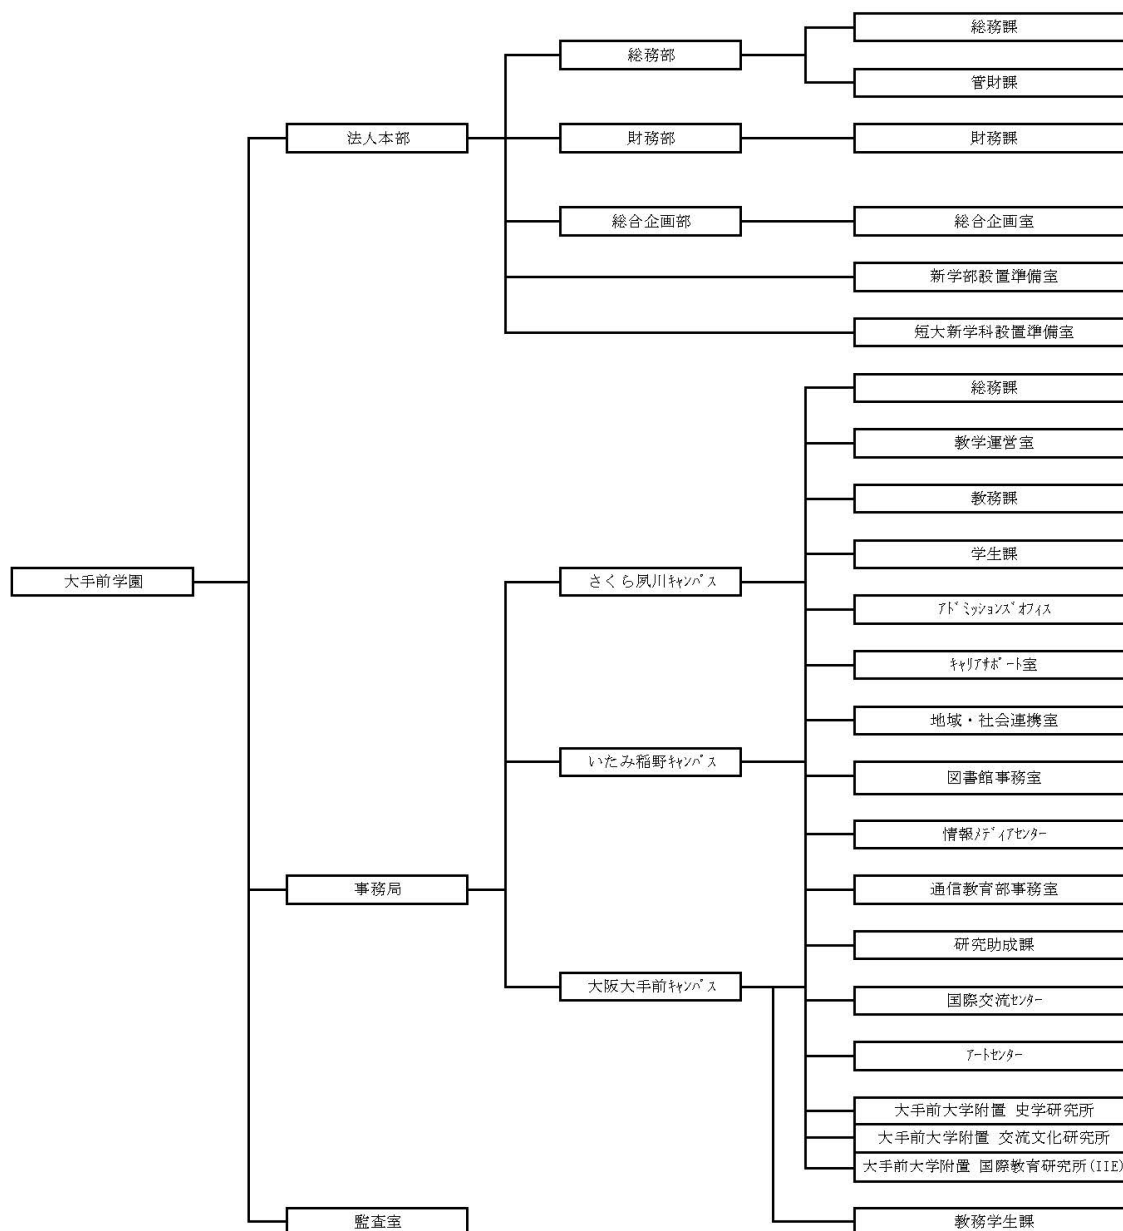 総務課
総務部
管財課
法人本部
財務部
財務課
総合企画部
総合企画室
新学部設置準備室
短大新学科設置準備室
総務課
教学運営室
教務課
学生課
大手前学園
さくら夙川ｷｬﾝﾊﾟｽ
ｱﾄﾞﾐｯｼｮﾝｽﾞｵﾌｨｽ
ｷｬﾘｱｻﾎﾟｰﾄ室
地域・社会連携室
いたみ稲野ｷｬﾝﾊﾟｽ
図書館事務室
情報ﾒﾃﾞｨｱｾﾝﾀｰ
事務局
通信教育部事務室
研究助成課
大阪大手前ｷｬﾝﾊﾟｽ
国際交流ｾﾝﾀｰ
ｱｰﾄｾﾝﾀｰ
大手前大学附置 史学研究所
大手前大学附置 交流文化研究所
大手前大学附置 国際教育研究所(IIE)
監査室
教務学生課